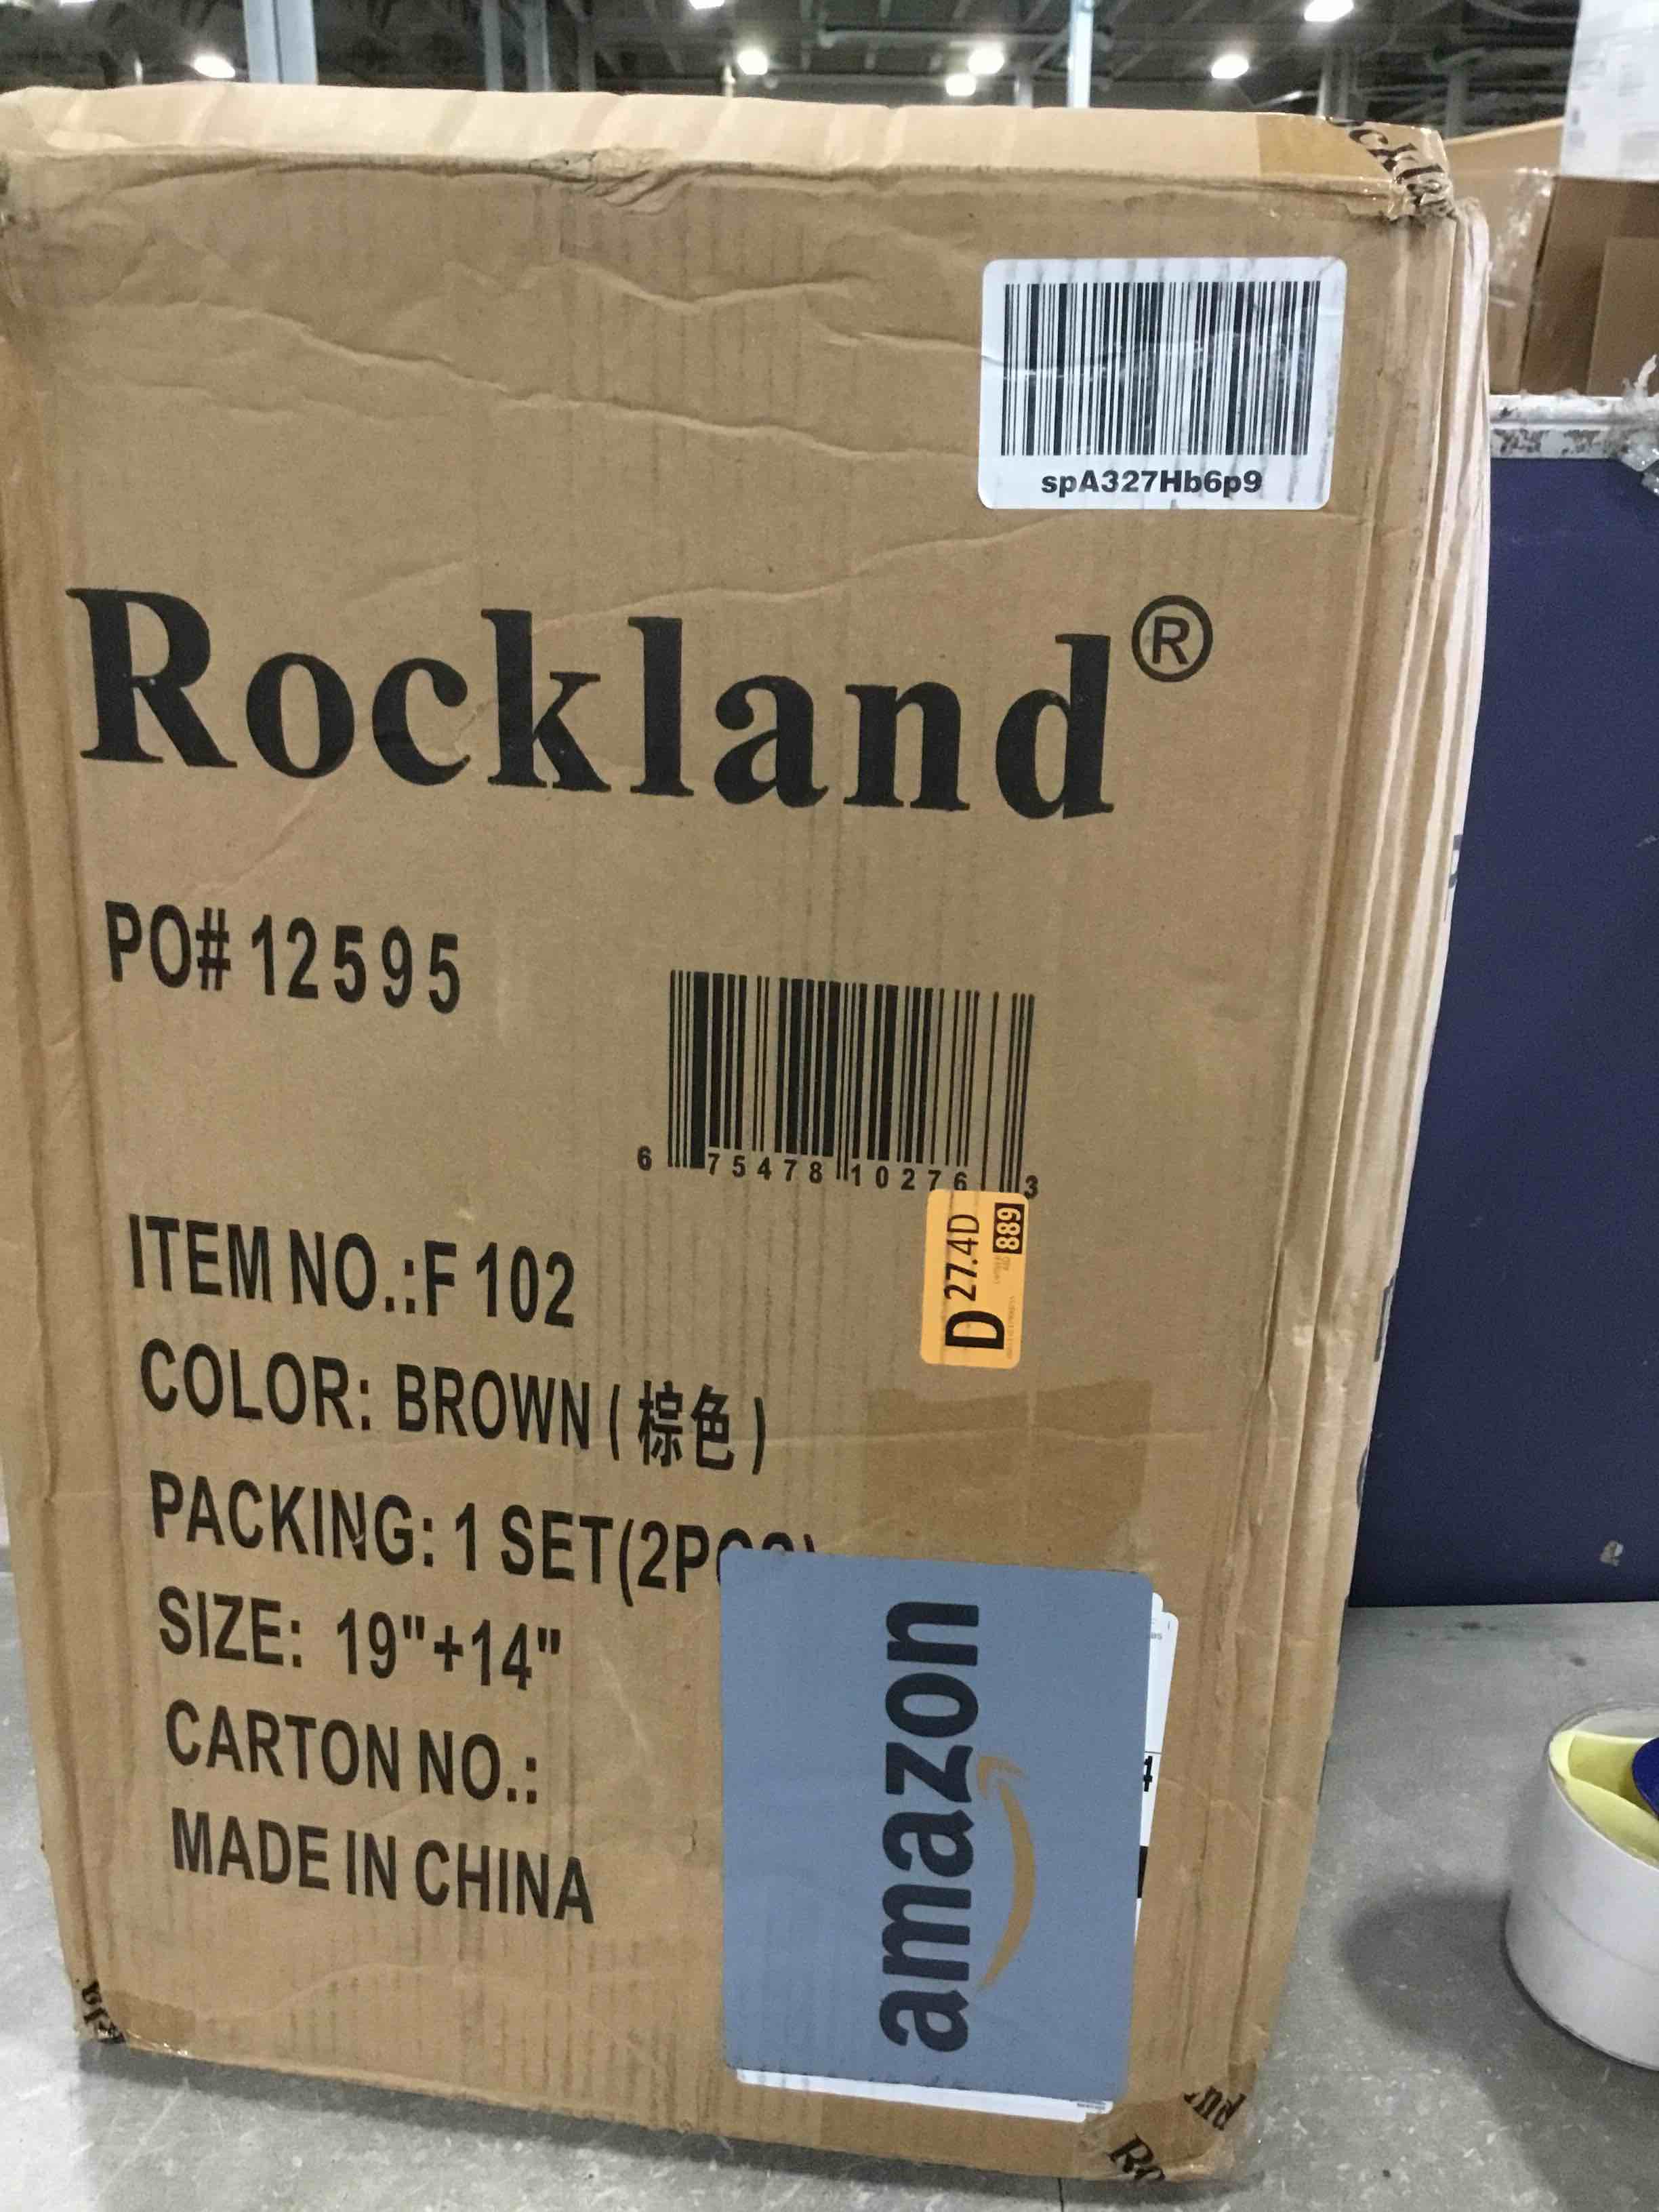 spA327Hb6p9
Rockland®
PO# 12595
6 75478 10276 3
D 27.4D 889
ITEM NO.:F 102
COLOR: BROWN (棕色)
PACKING: 1 SET(2PCS)
SIZE: 19"+14"
CARTON NO.:
MADE IN CHINA
amazon